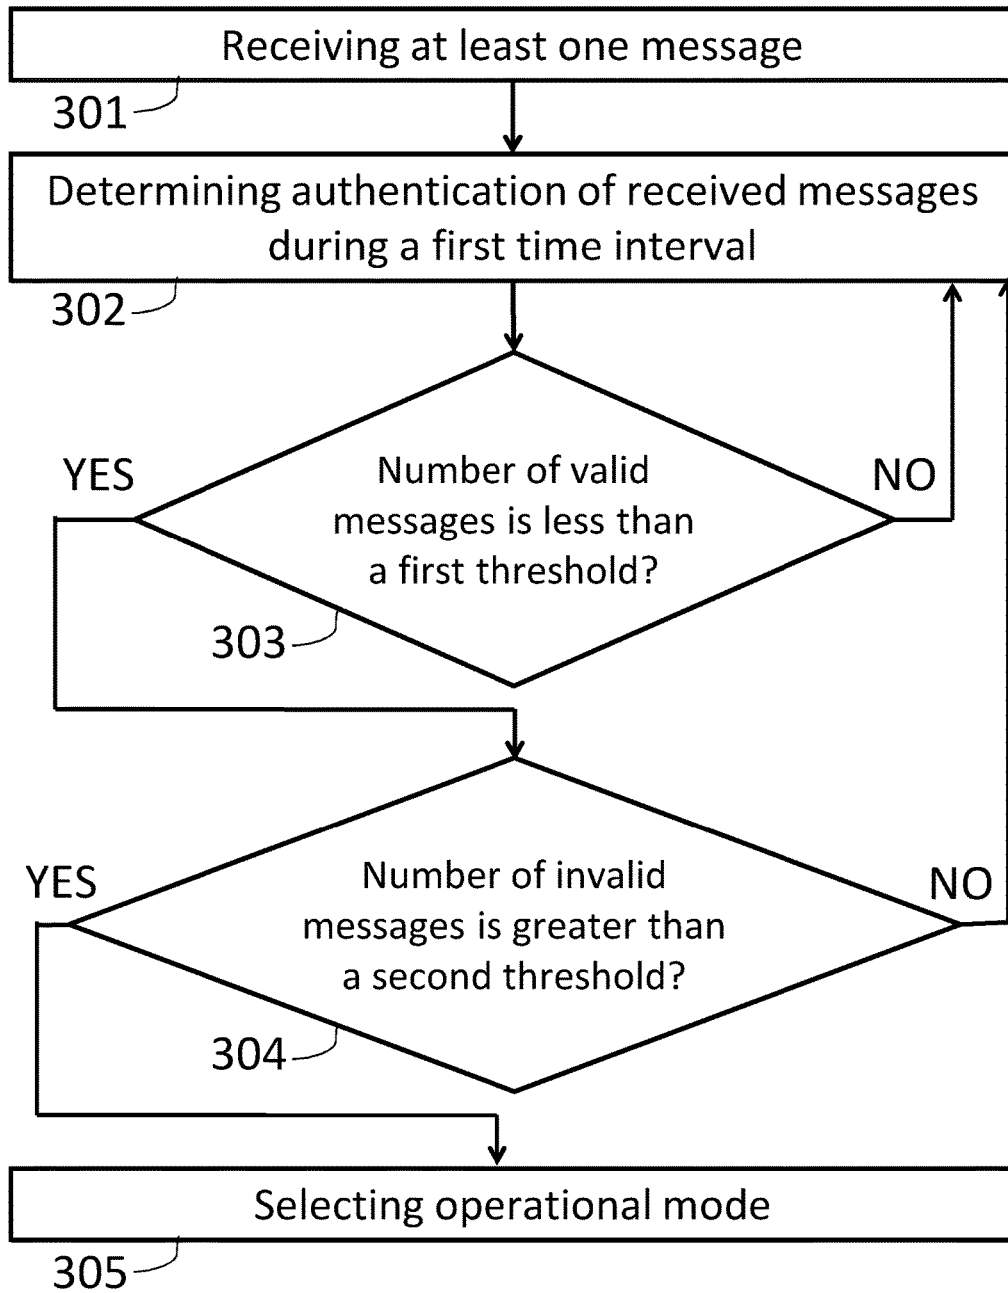 Receiving at least one message
301
Determining authentication of received messages
during a first time interval
302
YES
NO
Number of valid
messages is less than
a first threshold?
303
YES
NO
Number of invalid
messages is greater than
a second threshold?
304
Selecting operational mode
305